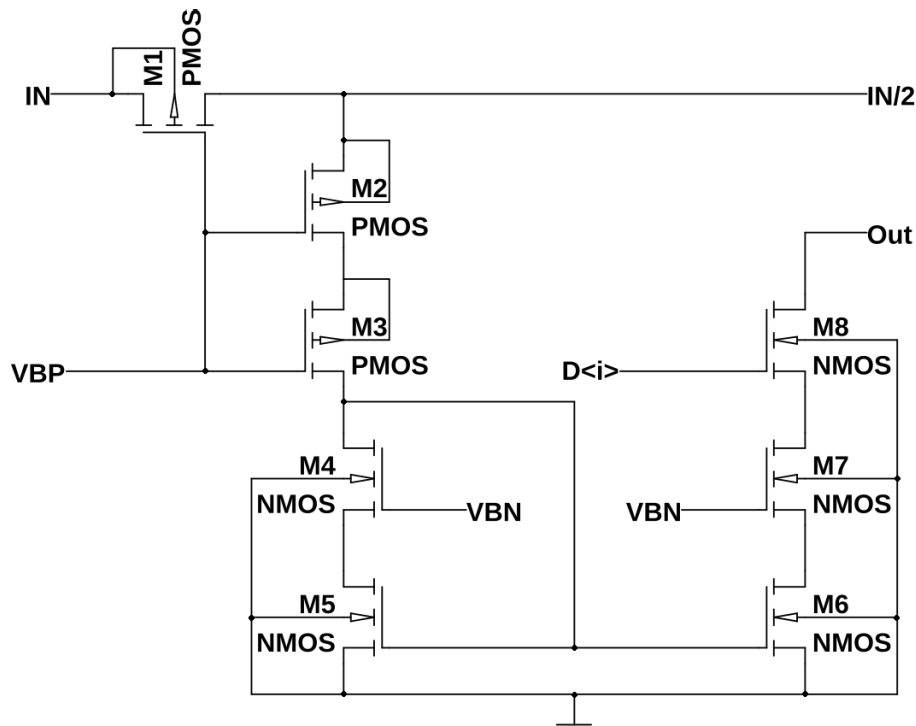 M1
PMOS
IN
IN/2
M2
PMOS
Out
M3
PMOS
VBP
D<i>
M8
NMOS
M4
NMOS
VBN
VBN
M7
NMOS
M5
NMOS
M6
NMOS